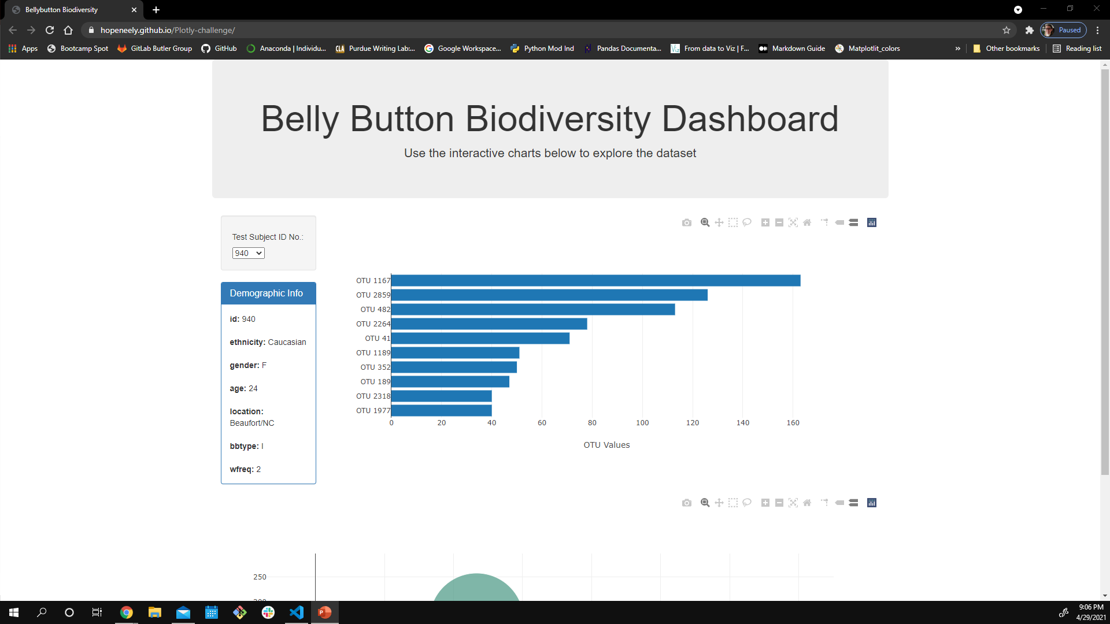 Bellybutton Biodiversity
hopeneely.github.io/Plotly-challenge/
Paused
Apps
Bootcamp Spot
GitLab Butler Group
GitHub
Anaconda | Individu...
Purdue Writing Lab:...
Google Workspace...
Python Mod Ind
Pandas Documenta...
From data to Viz | F...
Markdown Guide
Matplotlit_colors
»
Other bookmarks
Reading list
Belly Button Biodiversity Dashboard
Use the interactive charts below to explore the dataset
Test Subject ID No.:
940
Demographic Info
id: 940
ethnicity: Caucasian
gender: F
age: 24
location:
Beaufort/NC
bbtype: I
wfreq: 2
OTU 1167
OTU 2859
OTU 482
OTU 2264
OTU 41
OTU 1189
OTU 352
OTU 189
OTU 2318
OTU 1977
0 20 40 60 80 100 120 140 160
OTU Values
250
9:06 PM
4/29/2021